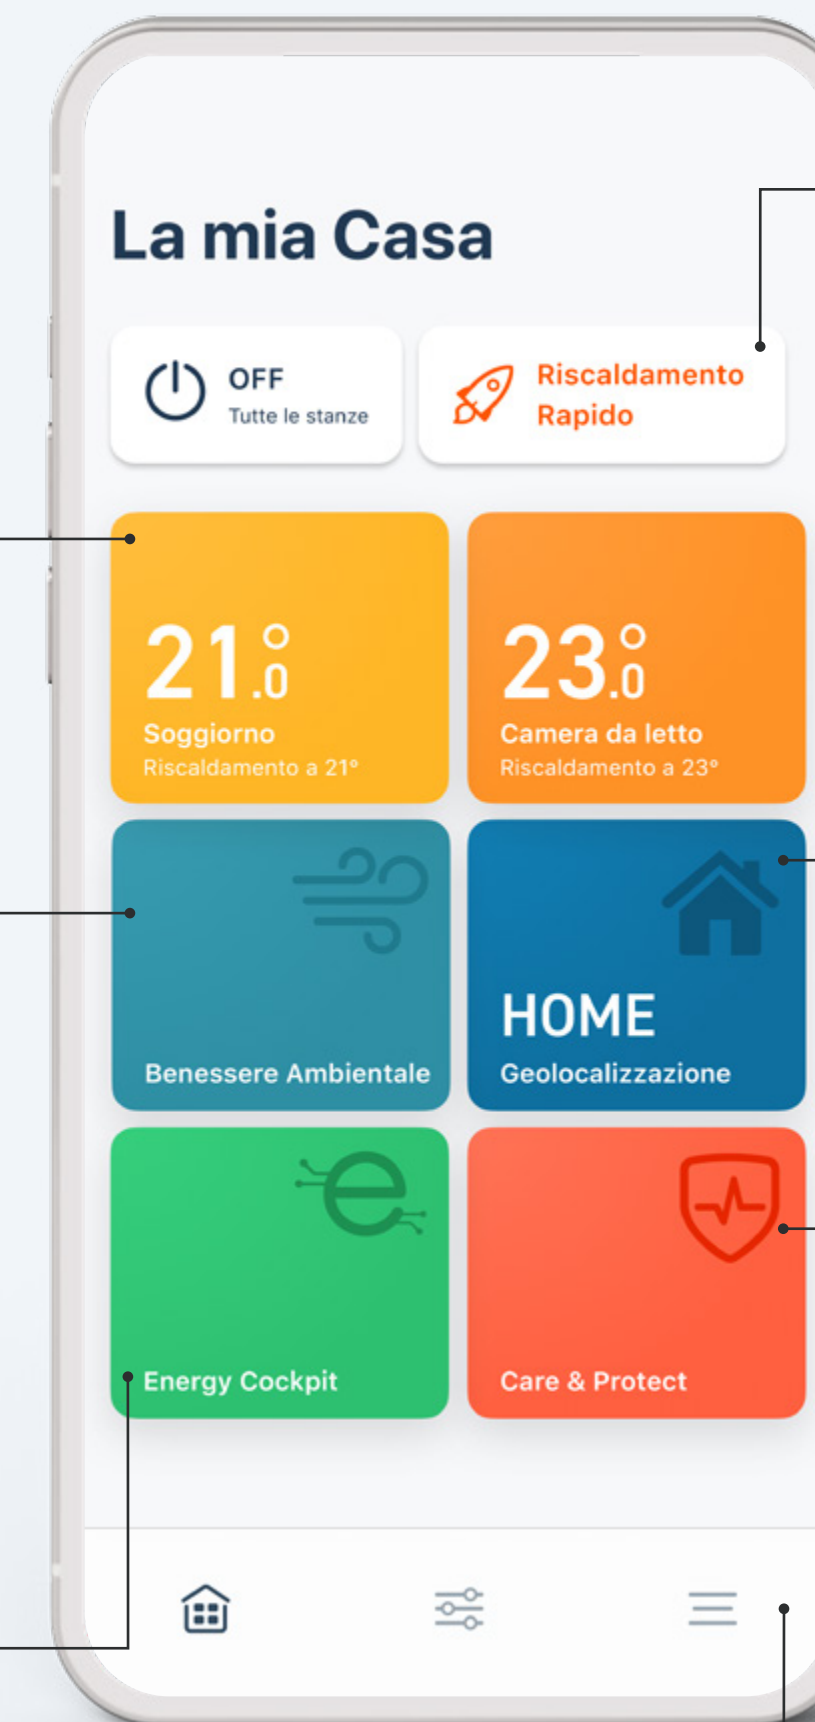 La mia Casa
OFF
Tutte le stanze
Riscaldamento
Rapido
21.0°
Soggiorno
Riscaldamento a 21°
23.0°
Camera da letto
Riscaldamento a 23°
Benessere Ambientale
HOME
Geolocalizzazione
Energy Cockpit
Care & Protect